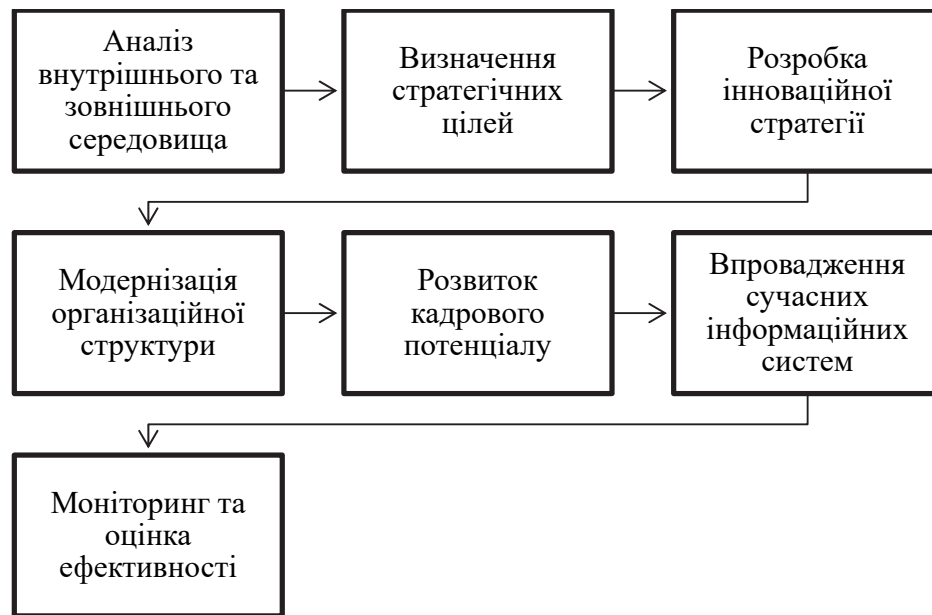 Аналіз
внутрішнього та
зовнішнього
середовища
Визначення
стратегічних
цілей
Розробка
інноваційної
стратегії
Модернізація
організаційної
структури
Розвиток
кадрового
потенціалу
Впровадження
сучасних
інформаційних
систем
Моніторинг та
оцінка
ефективності